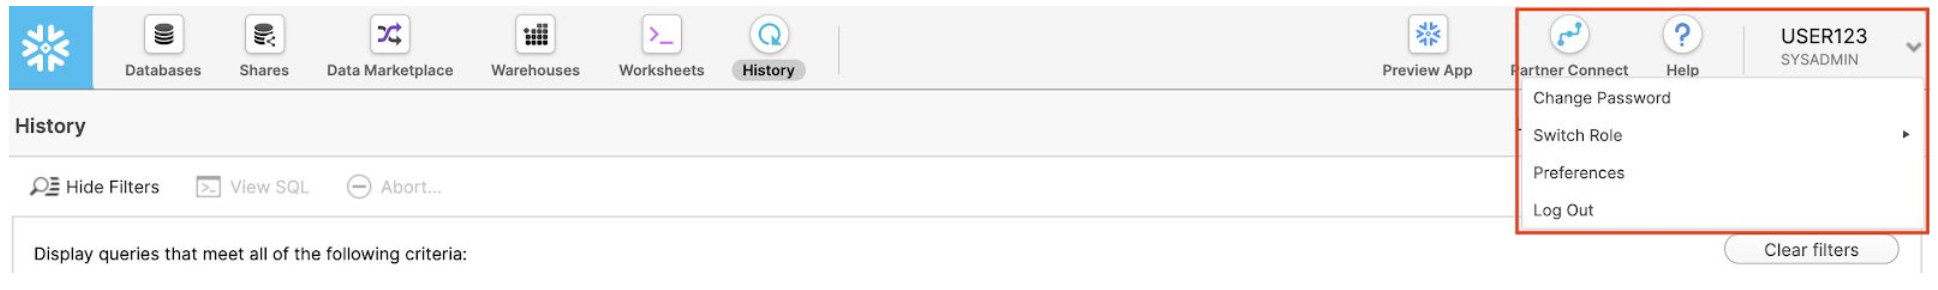 Databases Shares Data Marketplace Warehouses Worksheets History Preview App Partner Connect Help USER123
SYSADMIN
Change Password
History
Switch Role
Preferences
Hide Filters View SQL Abort...
Log Out
Display queries that meet all of the following criteria: Clear filters